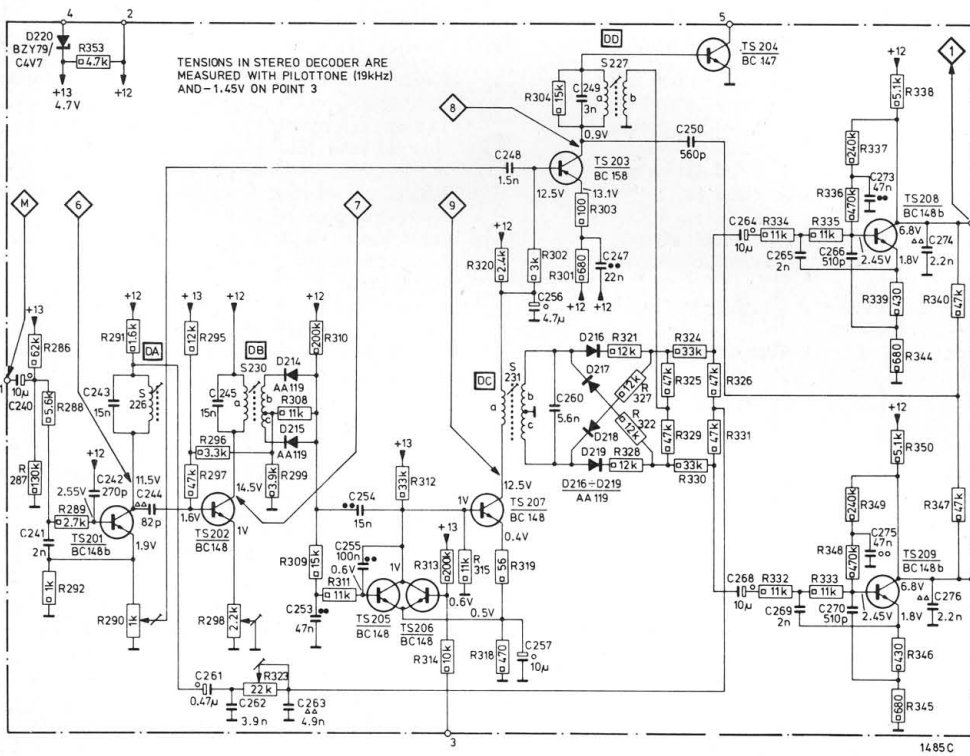 4
2
5
D220
BZY79/
C4V7
R353
4.7k
+13
4.7V
+12
TENSIONS IN STEREO DECODER ARE
MEASURED WITH PILOTTONE (19kHz)
AND -1.45V ON POINT 3
DD
S227
a
b
TS204
BC 147
C249
3n
R304
15k
0.9V
C250
560p
8
C248
1.5n
TS203
BC158
12.5V
13.1V
R303
100
R301
680
C247
22n
+12
+12
R302
3k
C256
4.7µ
+12
R320
2.4k
+12
R338
5.1k
1
R337
240k
R336
470k
C273
47n
TS208
BC148b
C264
10µ
R334
11k
R335
11k
C265
2n
C266
510p
6.8V
2.45V
1.8V
C274
2.2n
R339
430
R340
47k
R344
680
M
6
7
9
1
+13
R286
62k
10µ
C240
R288
5.6k
R
287
130k
C241
2n
R292
1k
+12
R291
1.6k
DA
C243
15n
S
226
+12
C242
270p
2.55V
R289
2.7k
TS201
BC148b
11.5V
C244
82p
1.9V
R290
1k
+13
R295
12k
+12
DB
S230
a
b
c
C245
15n
R296
3.3k
R297
47k
R299
3.9k
1.6V
TS202
BC148
14.5V
1V
R298
2.2k
+12
R310
200k
D214
AA119
R308
11k
D215
AA119
C254
15n
R309
15k
C255
100n
0.6V
R311
11k
C253
47n
+13
R312
33k
1V
TS205
BC148
TS206
BC148
+13
R313
200k
0.6V
R
315
11k
1V
R314
10k
12.5V
TS207
BC148
0.4V
R319
56
0.5V
R318
470
C257
10µ
DC
S
231
a
b
c
C260
5.6n
D216
D217
D218
D219
D216÷D219
AA119
R321
12k
R
327
12k
R
322
12k
R328
12k
R324
33k
R325
47k
R326
47k
R329
47k
R331
47k
33k
R330
+12
R350
5.1k
R349
240k
R348
470k
C275
47n
TS209
BC148b
C268
10µ
R332
11k
R333
11k
C269
2n
C270
510p
6.8V
2.45V
1.8V
C276
2.2n
R347
47k
R346
430
R345
680
C261
0.47µ
C262
3.9n
R323
22k
C263
4.9n
3
1485C